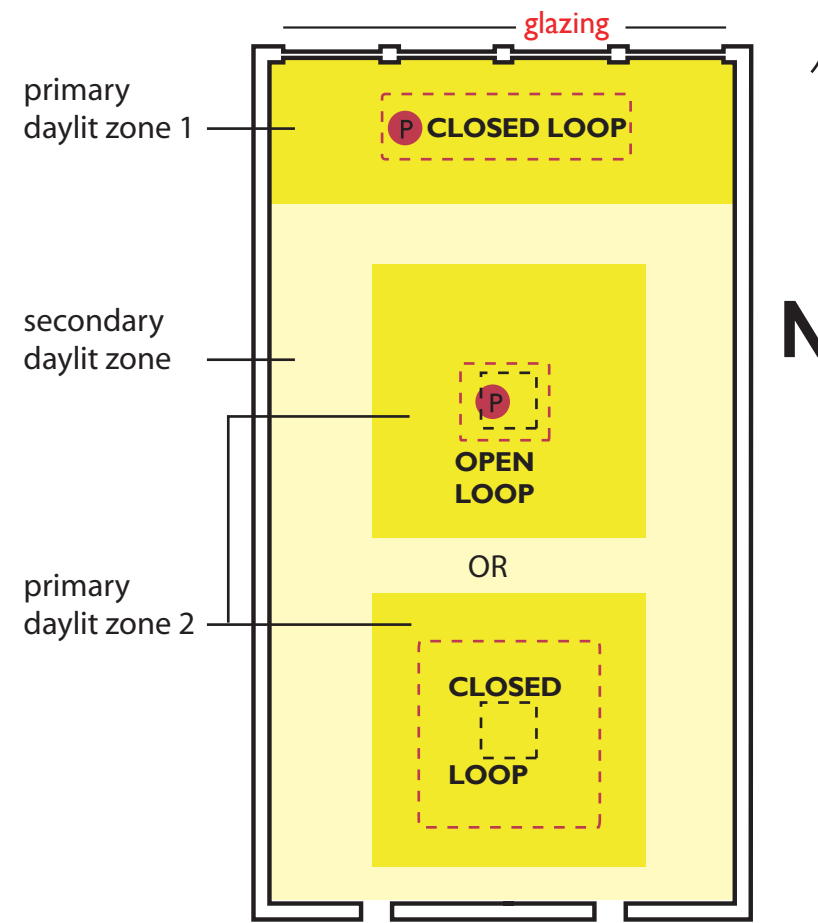 glazing
primary
daylit zone 1
P CLOSED LOOP
secondary
daylit zone
P
OPEN
LOOP
OR
primary
daylit zone 2
CLOSED
LOOP
N